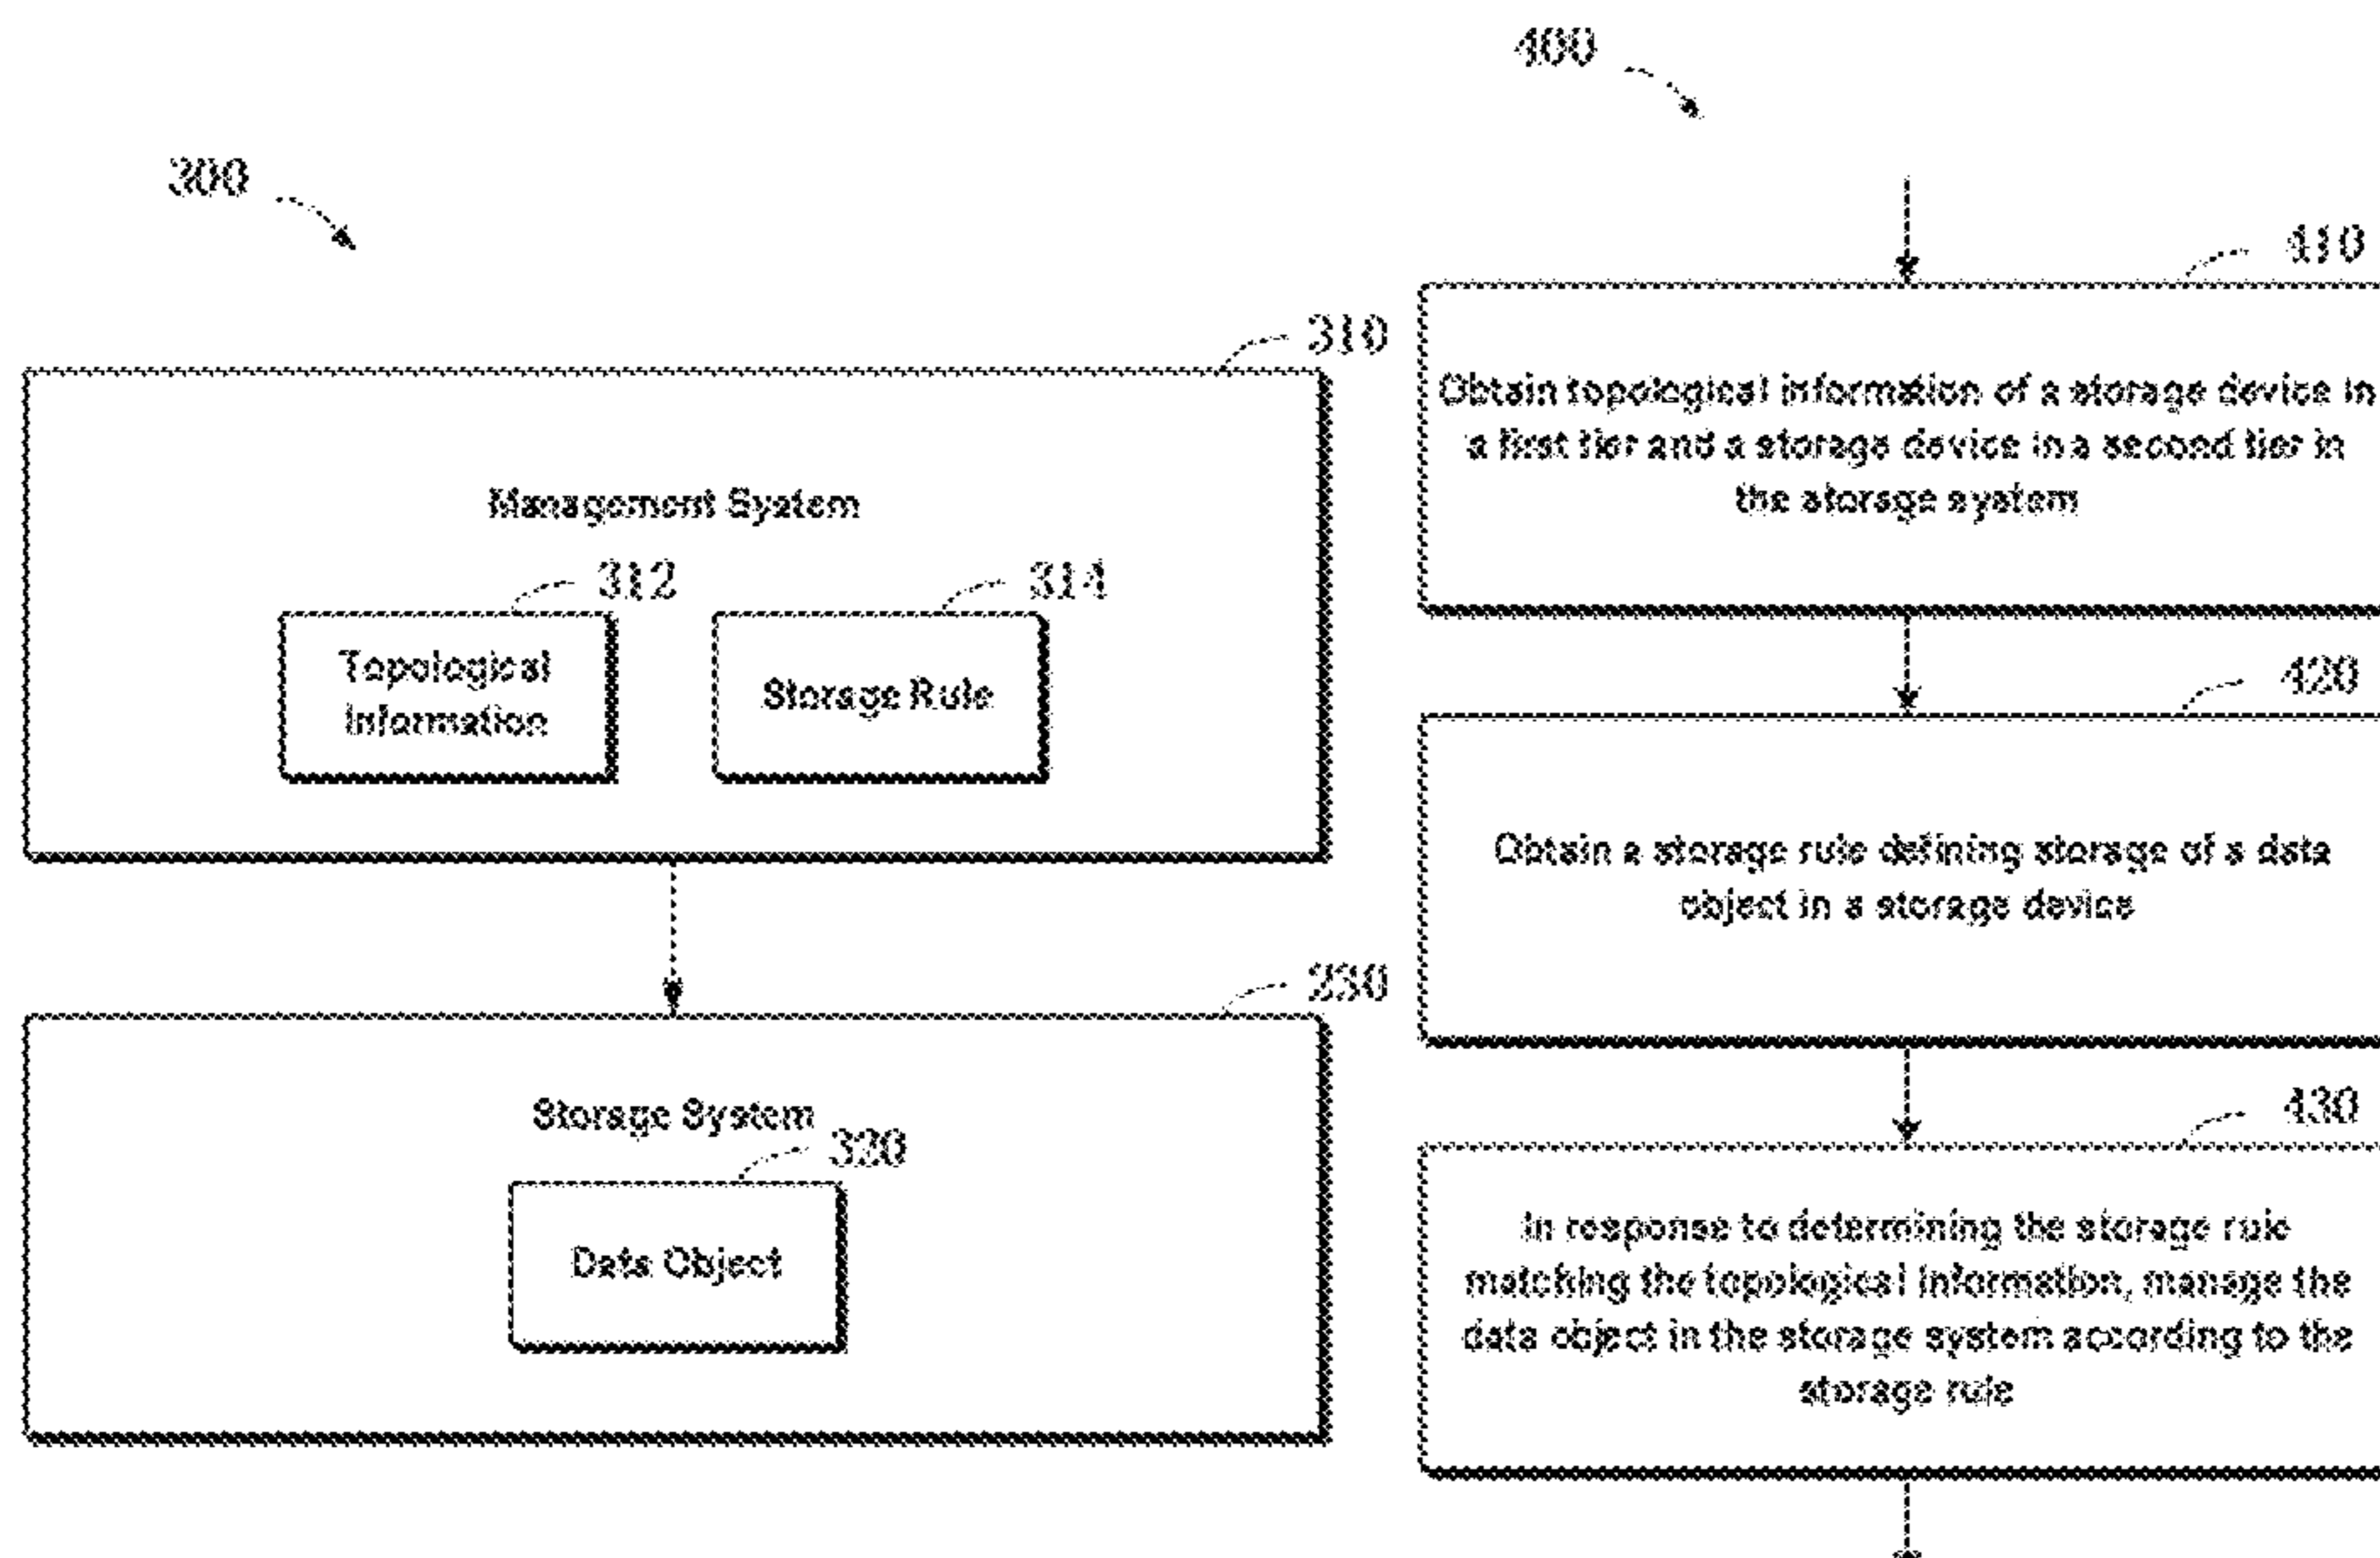 300
310
Management System
312
314
Topological
Information
Storage Rule
230
Storage System
320
Data Object
400
410
Obtain topological information of a storage device in
a first tier and a storage device in a second tier in
the storage system
420
Obtain a storage rule defining storage of a data
object in a storage device
430
In response to determining the storage rule
matching the topological information, manage the
data object in the storage system according to the
storage rule